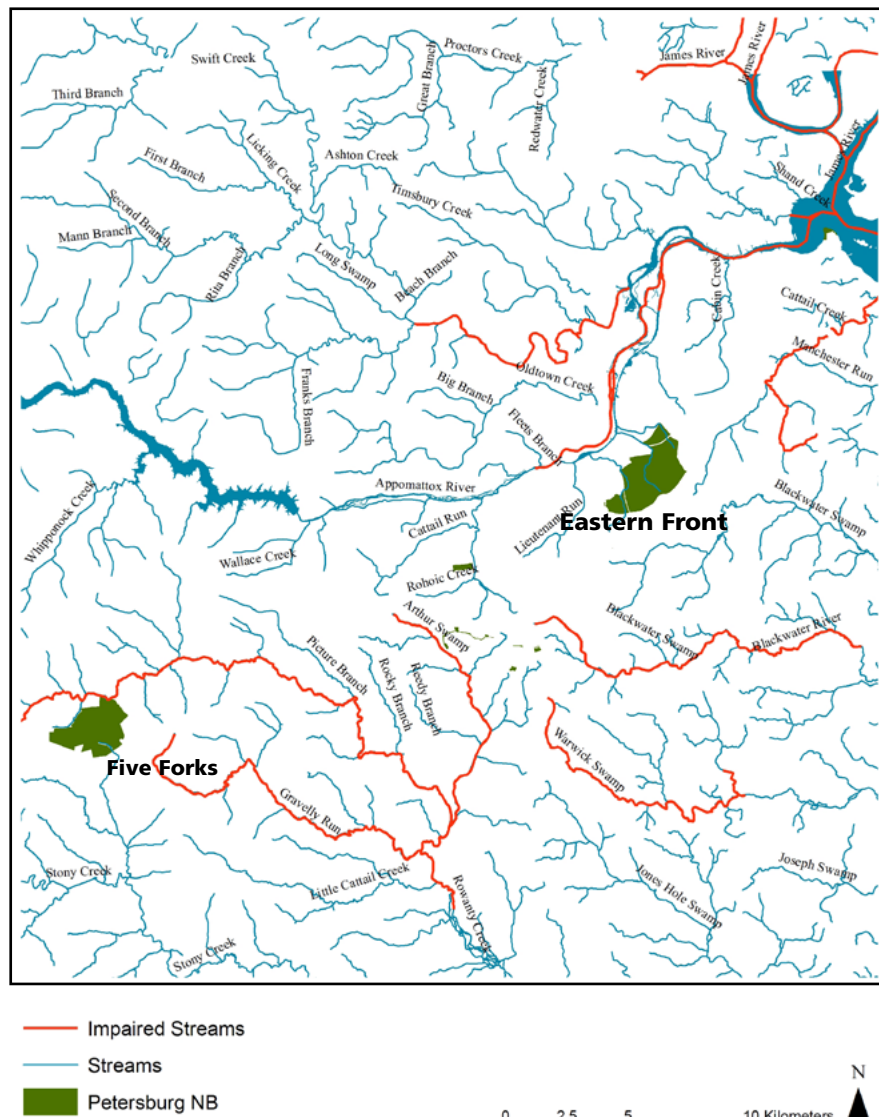 Proctors Creek
Swift Creek
James River
James River
Great Branch
Third Branch
Redwater Creek
Licking Creek
First Branch
Ashton Creek
James River
Shand Creek
Timsbury Creek
Second Branch
Mann Branch
Rita Branch
Long Swamp
Beach Branch
Cabin Creek
Cattail Creek
Manchester Run
Oldtown Creek
Big Branch
Franks Branch
Fleets Branch
Appomattox River
Whipponock Creek
Cattail Run
Lieutenant Run
Eastern Front
Blackwater Swamp
Wallace Creek
Rohoic Creek
Arthur Swamp
Blackwater Swamp
Blackwater River
Picture Branch
Rocky Branch
Reedy Branch
Warwick Swamp
Five Forks
Gravelly Run
Stony Creek
Little Cattail Creek
Rowanty Creek
Jones Hole Swamp
Joseph Swamp
Stony Creek
Impaired Streams
Streams
Petersburg NB
N
0 2.5 5 10 Kilometers